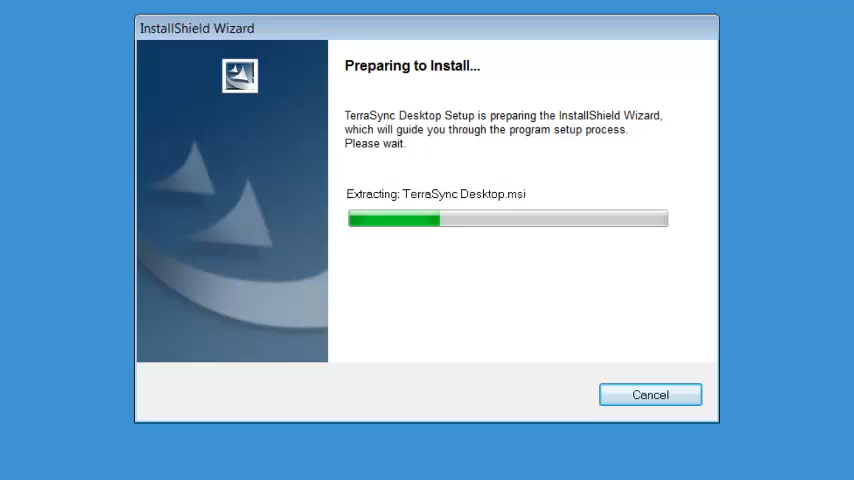 InstallShield Wizard
Preparing to Install...
TerraSync Desktop Setup is preparing the InstallShield Wizard,
which will guide you through the program setup process.
Please wait.
Extracting: TerraSync Desktop.msi
Cancel